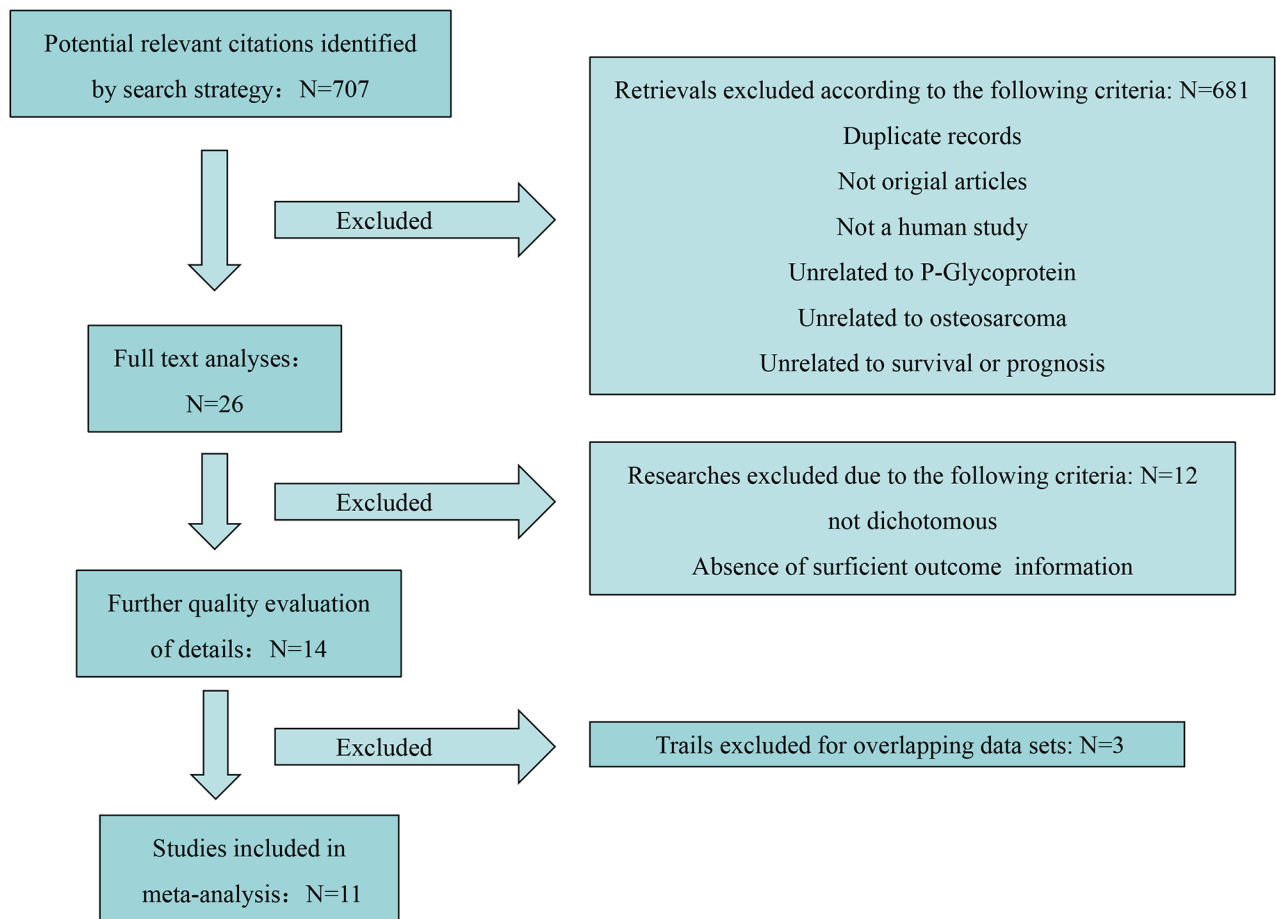 Potential relevant citations identified
by search strategy：N=707
Retrievals excluded according to the following criteria: N=681
Duplicate records
Not origial articles
Not a human study
Unrelated to P-Glycoprotein
Unrelated to osteosarcoma
Unrelated to survival or prognosis
Excluded
Full text analyses：
N=26
Researches excluded due to the following criteria: N=12
not dichotomous
Absence of surficient outcome information
Excluded
Further quality evaluation
of details：N=14
Trails excluded for overlapping data sets: N=3
Excluded
Studies included in
meta-analysis：N=11